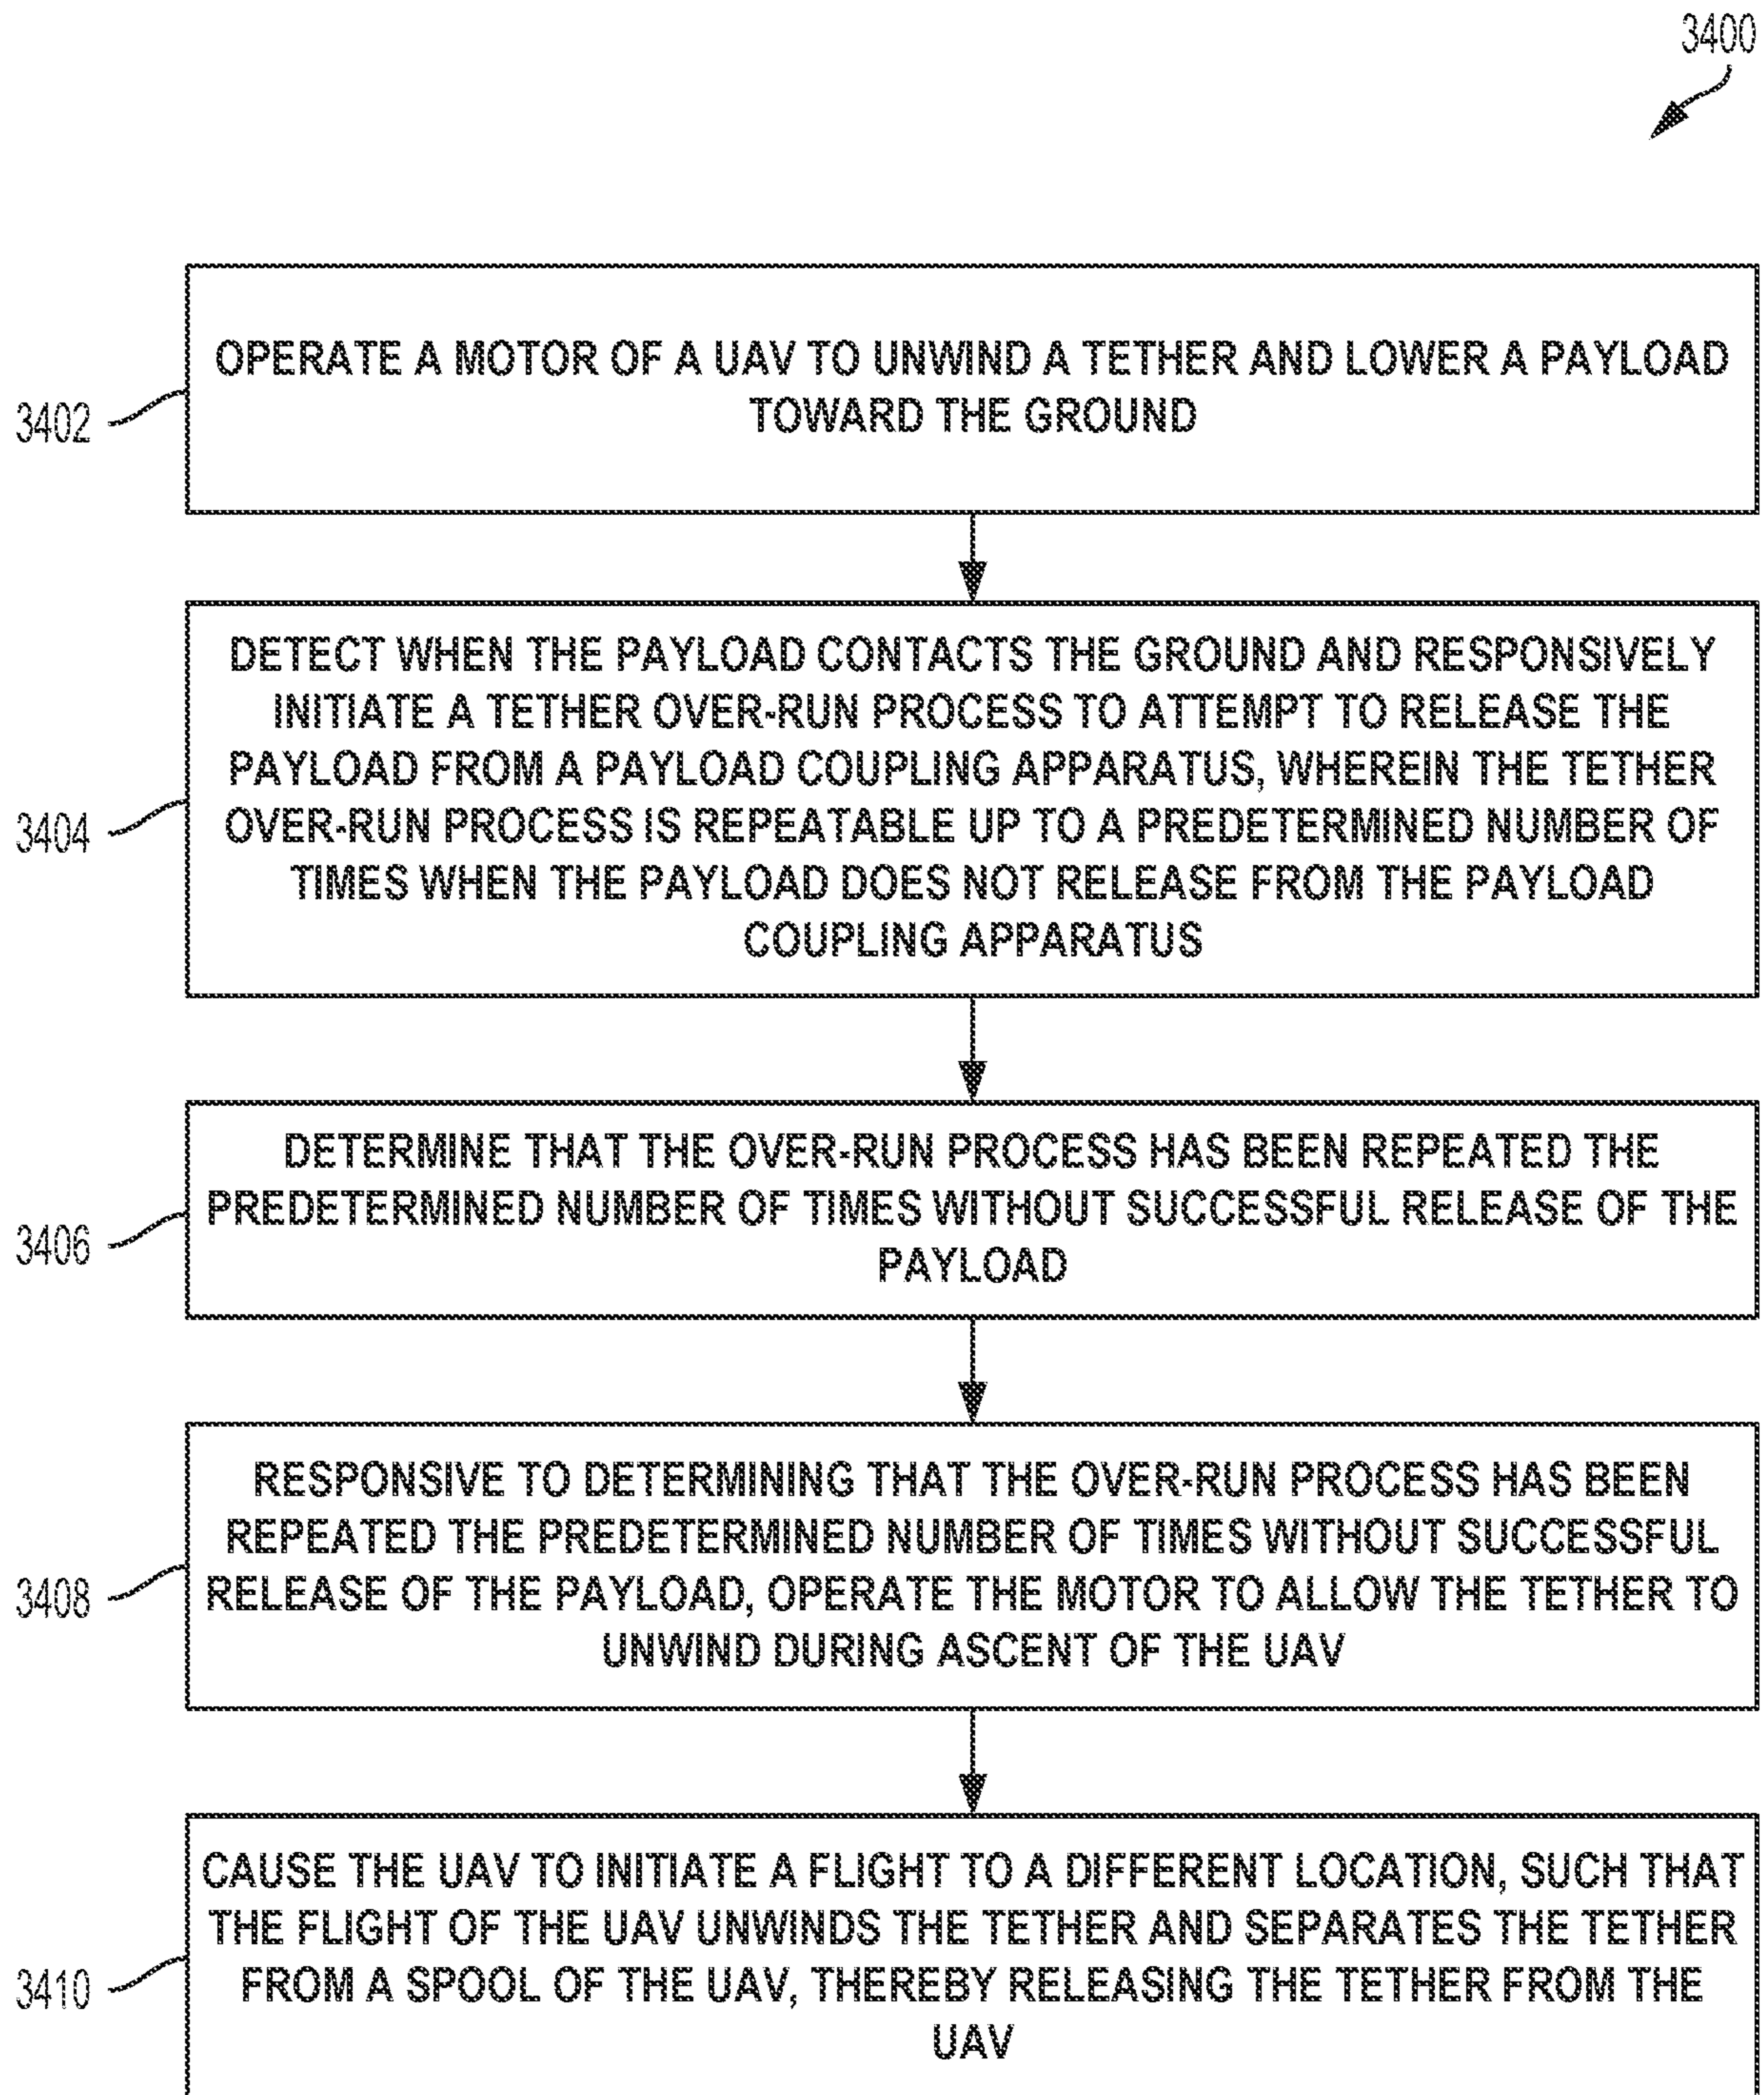 3400
OPERATE A MOTOR OF A UAV TO UNWIND A TETHER AND LOWER A PAYLOAD
TOWARD THE GROUND
3402
DETECT WHEN THE PAYLOAD CONTACTS THE GROUND AND RESPONSIVELY
INITIATE A TETHER OVER-RUN PROCESS TO ATTEMPT TO RELEASE THE
PAYLOAD FROM A PAYLOAD COUPLING APPARATUS, WHEREIN THE TETHER
OVER-RUN PROCESS IS REPEATABLE UP TO A PREDETERMINED NUMBER OF
TIMES WHEN THE PAYLOAD DOES NOT RELEASE FROM THE PAYLOAD
COUPLING APPARATUS
3404
DETERMINE THAT THE OVER-RUN PROCESS HAS BEEN REPEATED THE
PREDETERMINED NUMBER OF TIMES WITHOUT SUCCESSFUL RELEASE OF THE
PAYLOAD
3406
RESPONSIVE TO DETERMINING THAT THE OVER-RUN PROCESS HAS BEEN
REPEATED THE PREDETERMINED NUMBER OF TIMES WITHOUT SUCCESSFUL
RELEASE OF THE PAYLOAD, OPERATE THE MOTOR TO ALLOW THE TETHER TO
UNWIND DURING ASCENT OF THE UAV
3408
CAUSE THE UAV TO INITIATE A FLIGHT TO A DIFFERENT LOCATION, SUCH THAT
THE FLIGHT OF THE UAV UNWINDS THE TETHER AND SEPARATES THE TETHER
FROM A SPOOL OF THE UAV, THEREBY RELEASING THE TETHER FROM THE
UAV
3410